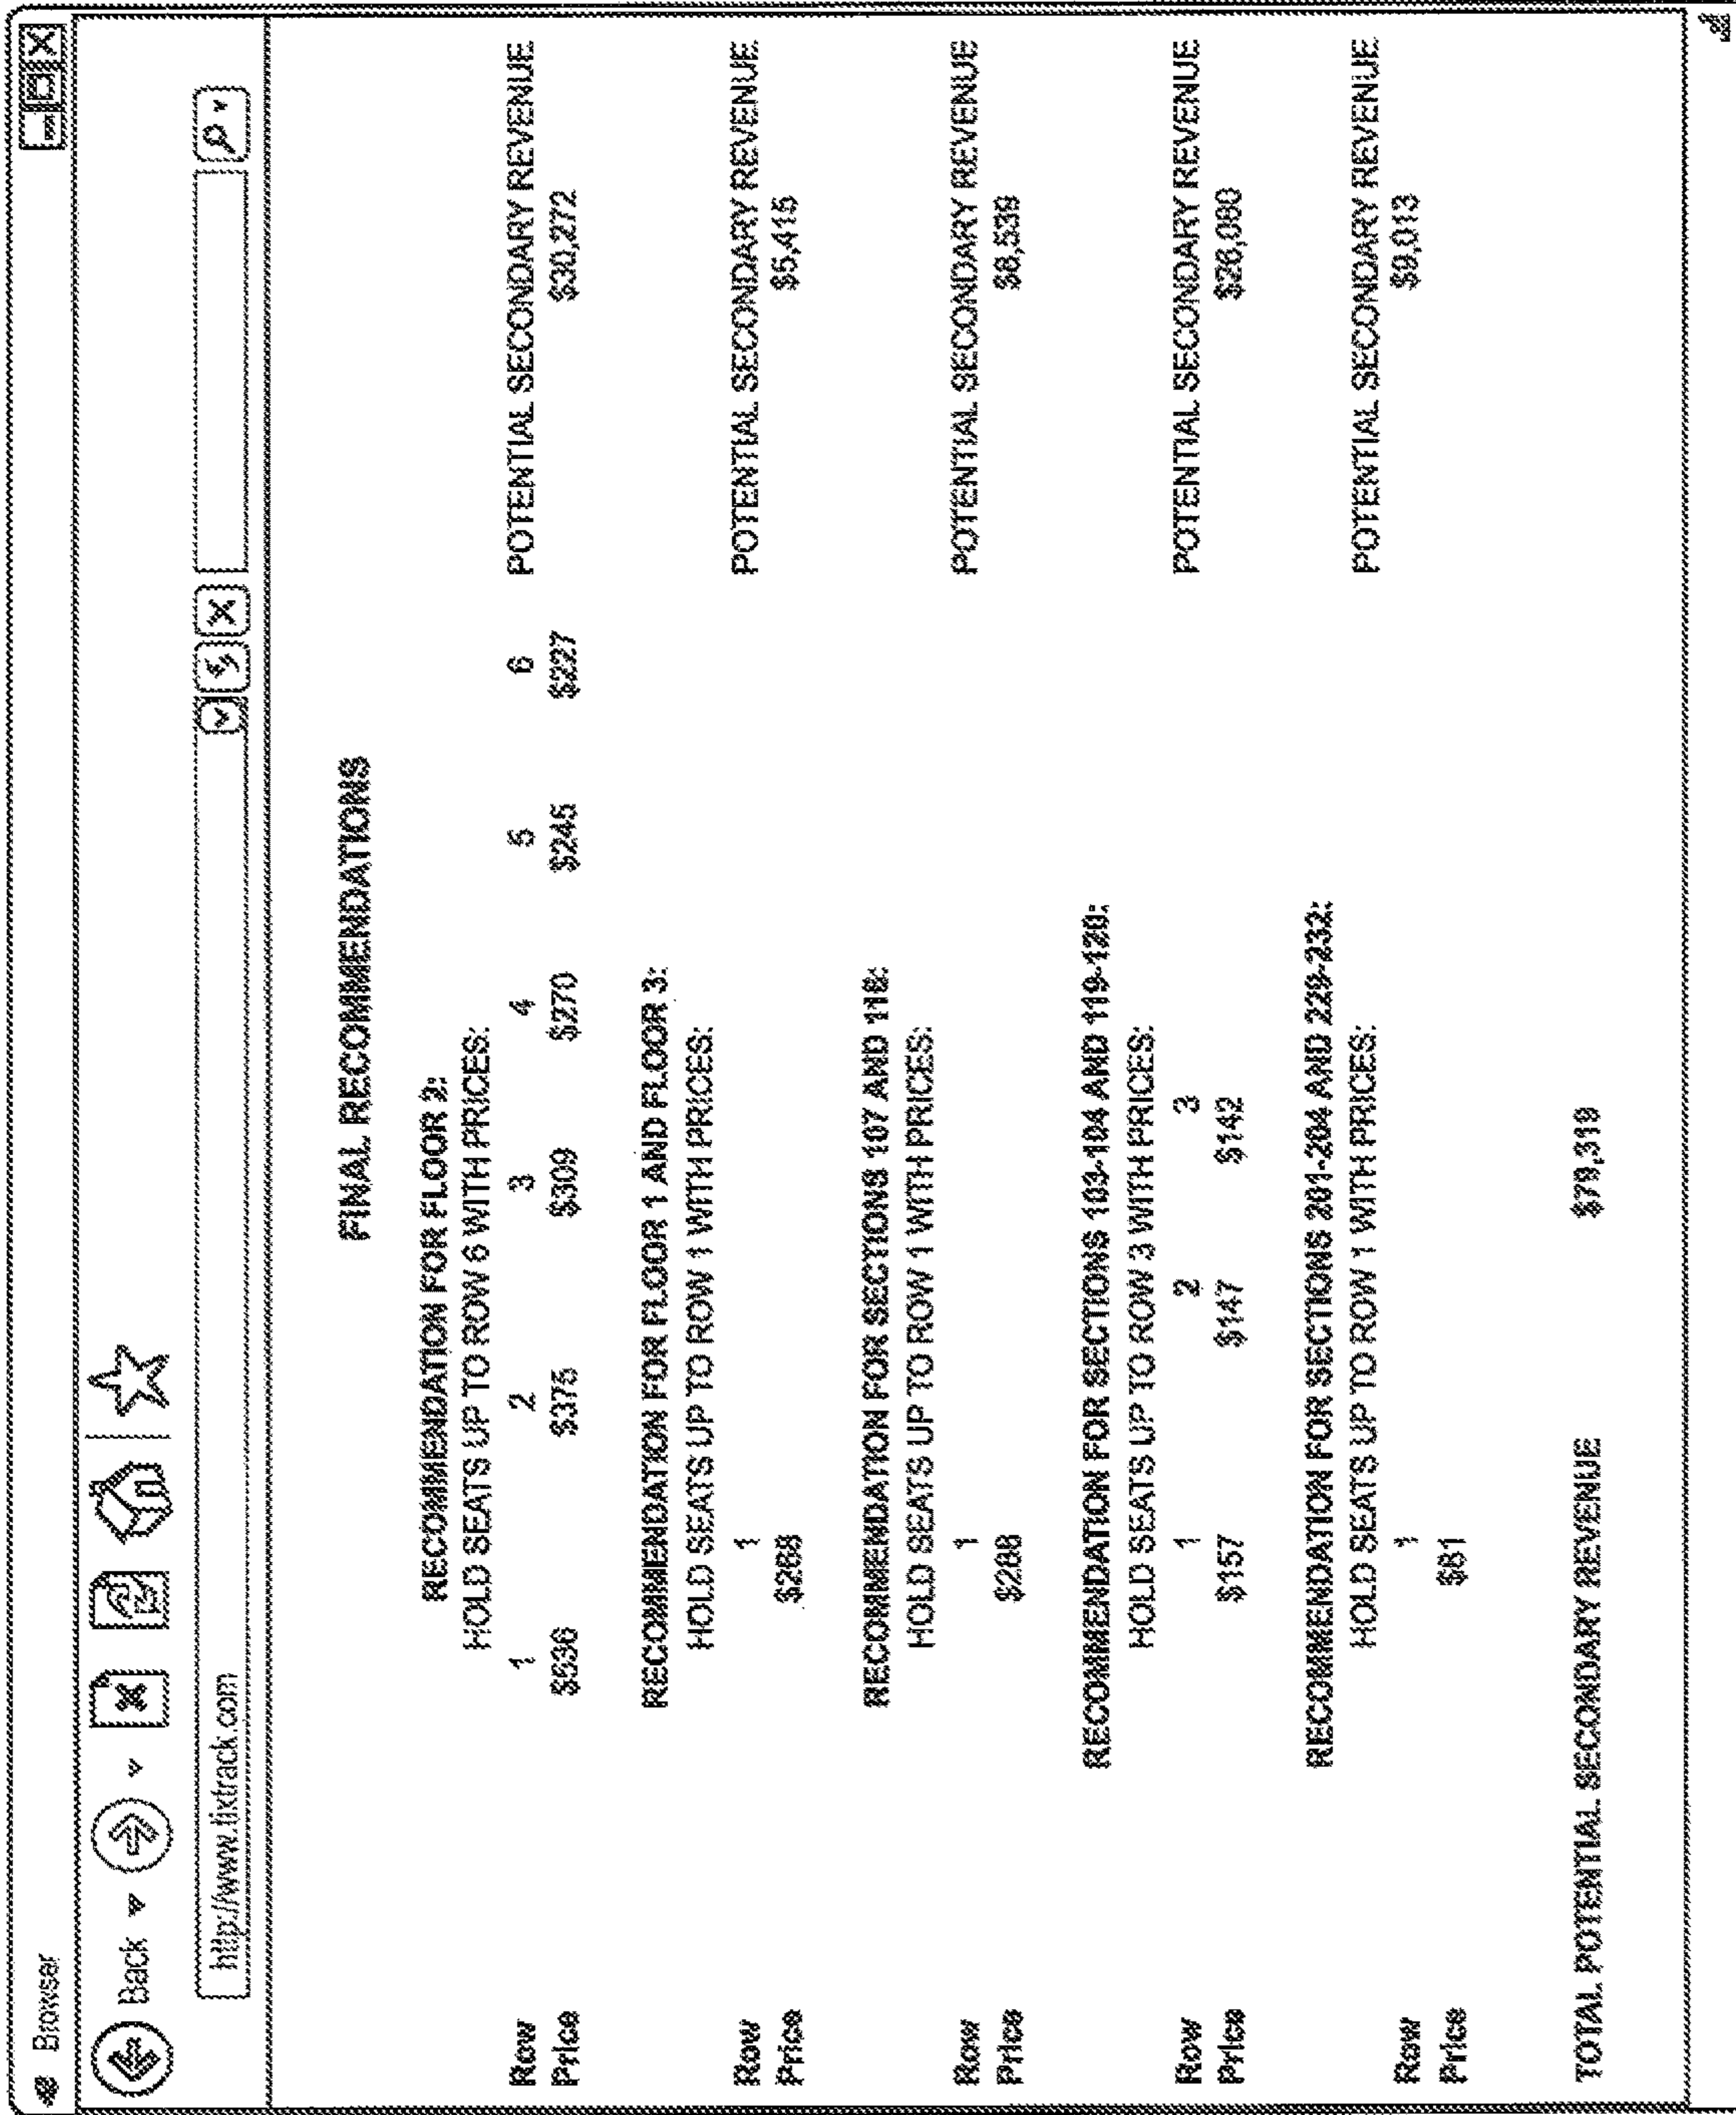 Browser
Back
http://www.tixtrack.com
FINAL RECOMMENDATIONS
RECOMMENDATION FOR FLOOR 2:
HOLD SEATS UP TO ROW 6 WITH PRICES:
Row 1 2 3 4 5 6 POTENTIAL SECONDARY REVENUE
Price $536 $375 $309 $270 $245 $227 $30,272
RECOMMENDATION FOR FLOOR 1 AND FLOOR 3:
HOLD SEATS UP TO ROW 1 WITH PRICES:
Row 1 POTENTIAL SECONDARY REVENUE
Price $288 $5,415
RECOMMENDATION FOR SECTIONS 107 AND 116:
HOLD SEATS UP TO ROW 1 WITH PRICES:
Row 1 POTENTIAL SECONDARY REVENUE
Price $288 $8,539
RECOMMENDATION FOR SECTIONS 103-104 AND 119-120:
HOLD SEATS UP TO ROW 3 WITH PRICES:
Row 1 2 3 POTENTIAL SECONDARY REVENUE
Price $157 $147 $142 $26,080
RECOMMENDATION FOR SECTIONS 201-204 AND 229-232:
HOLD SEATS UP TO ROW 1 WITH PRICES:
Row 1 POTENTIAL SECONDARY REVENUE
Price $81 $9,013
TOTAL POTENTIAL SECONDARY REVENUE $79,319